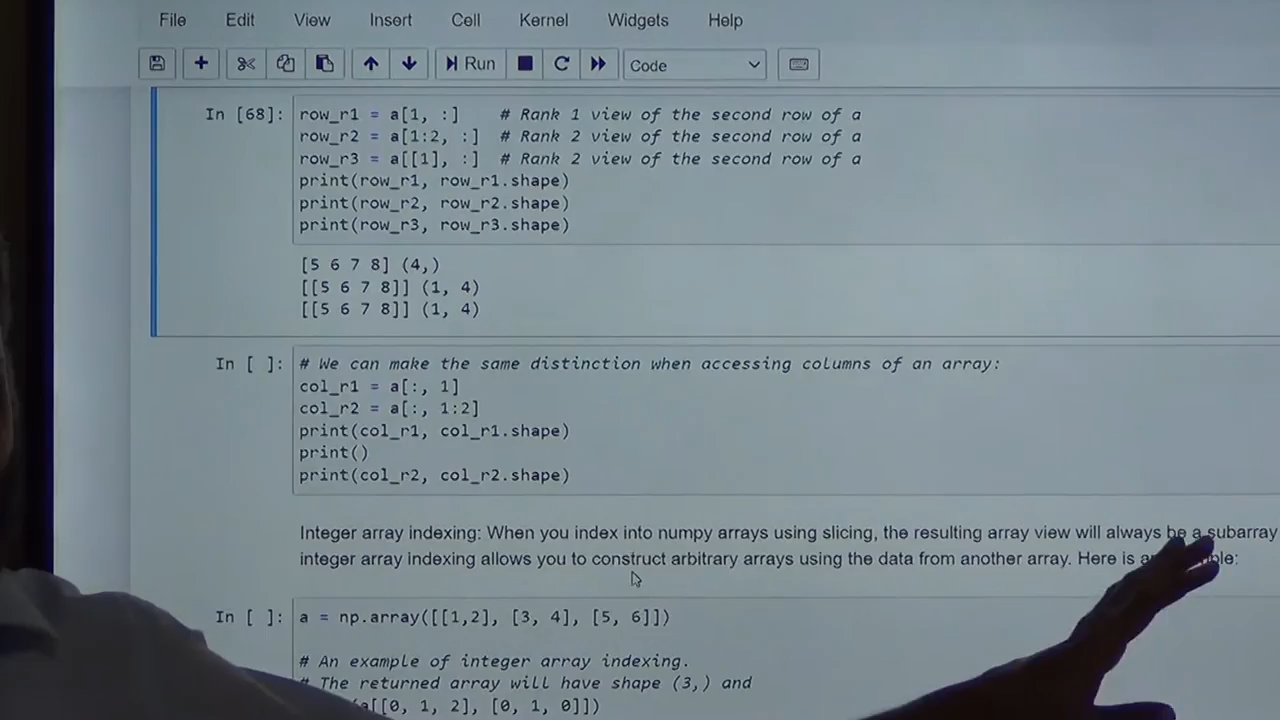 File Edit View Insert Cell Kernel Widgets Help
Run Code
In [68]: row_r1 = a[1, :]    # Rank 1 view of the second row of a
row_r2 = a[1:2, :]  # Rank 2 view of the second row of a
row_r3 = a[[1], :]  # Rank 2 view of the second row of a
print(row_r1, row_r1.shape)
print(row_r2, row_r2.shape)
print(row_r3, row_r3.shape)
[5 6 7 8] (4,)
[[5 6 7 8]] (1, 4)
[[5 6 7 8]] (1, 4)
In [ ]: # We can make the same distinction when accessing columns of an array:
col_r1 = a[:, 1]
col_r2 = a[:, 1:2]
print(col_r1, col_r1.shape)
print()
print(col_r2, col_r2.shape)
Integer array indexing: When you index into numpy arrays using slicing, the resulting array view will always be a subarray
integer array indexing allows you to construct arbitrary arrays using the data from another array. Here is
In [ ]: a = np.array([[1,2], [3, 4], [5, 6]])
# An example of integer array indexing.
# The returned array will have shape (3,) and
a[[0, 1, 2], [0, 1, 0]])